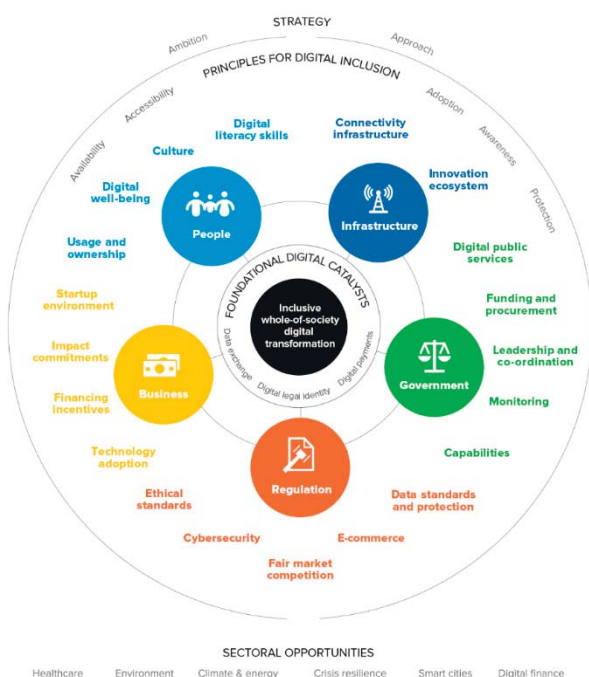 STRATEGY
Ambition
Approach
PRINCIPLES FOR DIGITAL INCLUSION
Availability
Accessibility
Adoption
Awareness
Protection
Digital
literacy skills
Culture
Digital
well-being
Usage and
ownership
People
Connectivity
infrastructure
Innovation
ecosystem
Infrastructure
FOUNDATIONAL DIGITAL CATALYSTS
Inclusive
whole-of-society
digital
transformation
Data exchange
Digital legal identity
Digital payments
Startup
environment
Impact
commitments
Financing
incentives
Technology
adoption
Business
Digital public
services
Funding and
procurement
Leadership and
co-ordination
Monitoring
Capabilities
Government
Regulation
Ethical
standards
Cybersecurity
Fair market
competition
E-commerce
Data standards
and protection
SECTORAL OPPORTUNITIES
Healthcare Environment Climate & energy Crisis resilience Smart cities Digital finance